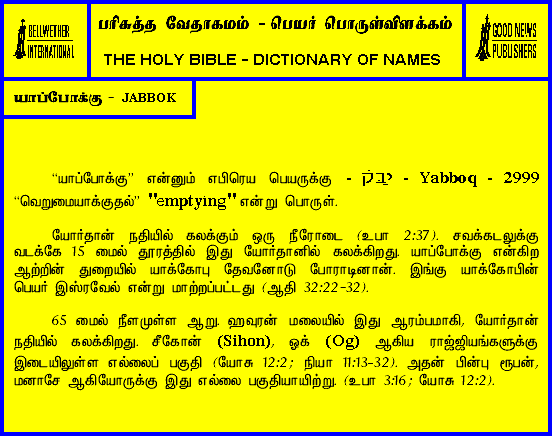 BELLWETHER
INTERNATIONAL
பரிசுத்த வேதாகமம் - பெயர் பொருள்விளக்கம்
THE HOLY BIBLE - DICTIONARY OF NAMES
GOOD NEWS
PUBLISHERS
யாப்போக்கு - JABBOK
“யாப்போக்கு” என்னும் எபிரெய பெயருக்கு - יבּק - Yabboq - 2999
“வெறுமையாக்குதல்” "emptying" என்று பொருள்.
யோர்தான் நதியில் கலக்கும் ஒரு நீரோடை (உபா 2:37). சவக்கடலுக்கு
வடக்கே 15 மைல் தூரத்தில் இது யோர்தானில் கலக்கிறது. யாப்போக்கு என்கிற
ஆற்றின் துறையில் யாக்கோபு தேவனோடு போராடினான். இங்கு யாக்கோபின்
பெயர் இஸ்ரவேல் என்று மாற்றப்பட்டது (ஆதி 32:22-32).
65 மைல் நீளமுள்ள ஆறு. ஹவுரன் மலையில் இது ஆரம்பமாகி, யோர்தான்
நதியில் கலக்கிறது. சீகோன் (Sihon), ஓக் (Og) ஆகிய ராஜ்ஜியங்களுக்கு
இடையிலுள்ள எல்லைப் பகுதி (யோசு 12:2; நியா 11:13-32). அதன் பின்பு ரூபன்,
மனாசே ஆகியோருக்கு இது எல்லை பகுதியாயிற்று. (உபா 3:16; யோசு 12:2).